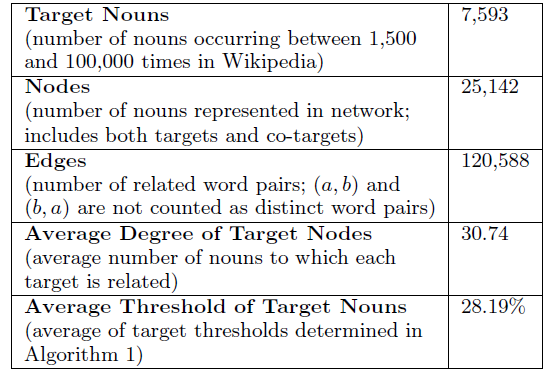 Target Nouns 7,593
(number of nouns occurring between 1,500
and 100,000 times in Wikipedia)
Nodes 25,142
(number of nouns represented in network;
includes both targets and co-targets)
Edges 120,588
(number of related word pairs; (a, b) and
(b, a) are not counted as distinct word pairs)
Average Degree of Target Nodes 30.74
(average number of nouns to which each
target is related)
Average Threshold of Target Nouns 28.19%
(average of target thresholds determined in
Algorithm 1)